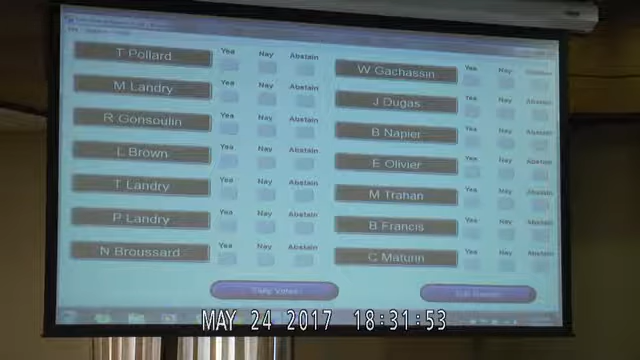 T Pollard Yea Nay Abstain
M Landry Yea Nay Abstain
R Gonsoulin Yea Nay Abstain
L Brown Yea Nay Abstain
T Landry Yea Nay Abstain
P Landry Yea Nay Abstain
N Broussard Yea Nay Abstain
W Gachassin Yea Nay Abstain
J Dugas Yea Nay Abstain
B Napier Yea Nay Abstain
E Olivier Yea Nay Abstain
M Trahan Yea Nay Abstain
B Francis Yea Nay Abstain
C Maturin Yea Nay Abstain
Tally Votes
MAY 24 2017 18:31:53